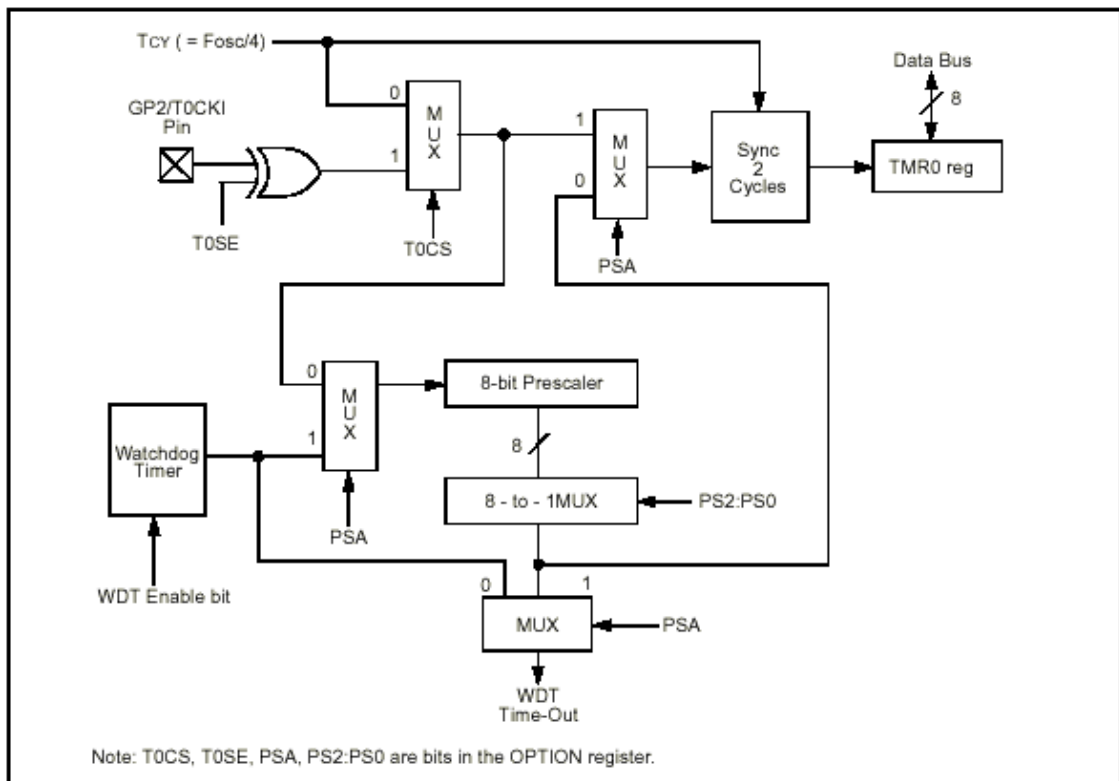 TCY ( = Fosc/4)
Data Bus
8
GP2/T0CKI
Pin
0
1
MUX
T0SE
T0CS
1
0
MUX
PSA
Sync
2
Cycles
TMR0 reg
0
1
MUX
PSA
8-bit Prescaler
8
Watchdog
Timer
8 - to - 1MUX
PS2:PS0
WDT Enable bit
0
1
MUX
PSA
WDT
Time-Out
Note: T0CS, T0SE, PSA, PS2:PS0 are bits in the OPTION register.